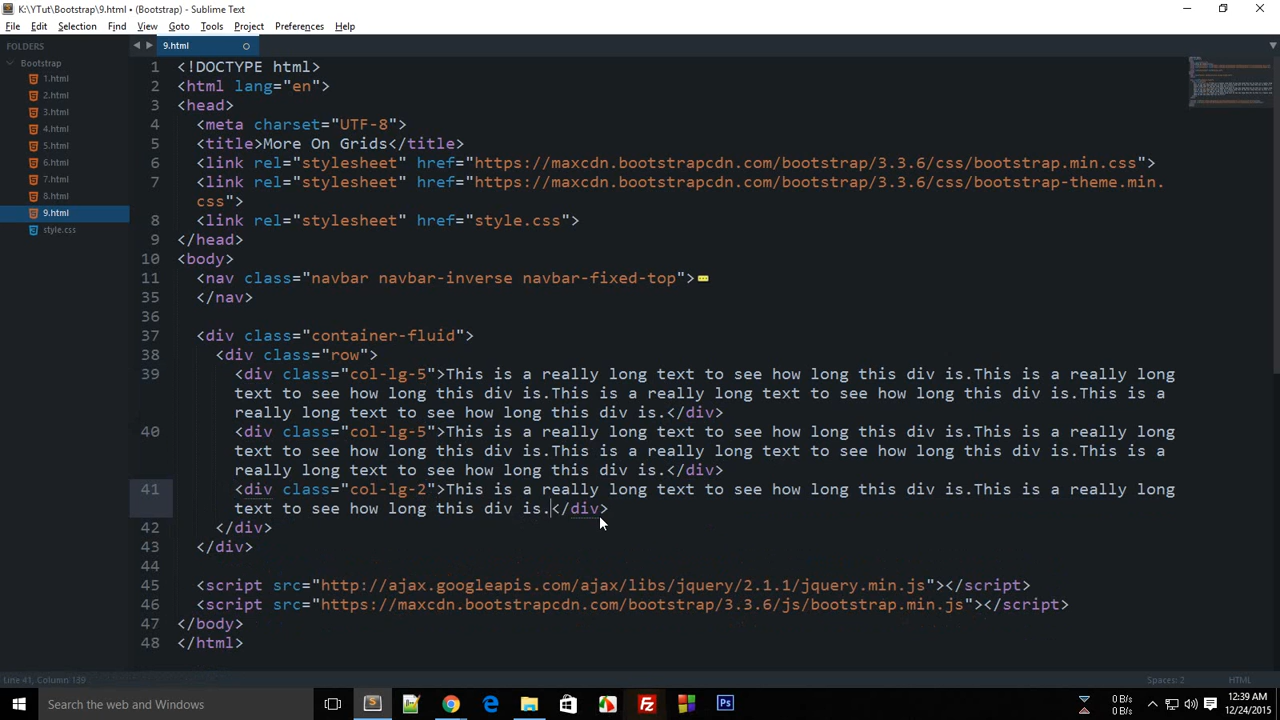 K:\YTut\Bootstrap\9.html • (Bootstrap) - Sublime Text
File Edit Selection Find View Goto Tools Project Preferences Help
FOLDERS
9.html
Bootstrap
1.html
2.html
3.html
4.html
5.html
6.html
7.html
8.html
9.html
style.css
1 <!DOCTYPE html>
2 <html lang="en">
3 <head>
4 <meta charset="UTF-8">
5 <title>More On Grids</title>
6 <link rel="stylesheet" href="https://maxcdn.bootstrapcdn.com/bootstrap/3.3.6/css/bootstrap.min.css">
7 <link rel="stylesheet" href="https://maxcdn.bootstrapcdn.com/bootstrap/3.3.6/css/bootstrap-theme.min.
css">
8 <link rel="stylesheet" href="style.css">
9 </head>
10 <body>
11 <nav class="navbar navbar-inverse navbar-fixed-top">
35 </nav>
36
37 <div class="container-fluid">
38 <div class="row">
39 <div class="col-lg-5">This is a really long text to see how long this div is.This is a really long
text to see how long this div is.This is a really long text to see how long this div is.This is a
really long text to see how long this div is.</div>
40 <div class="col-lg-5">This is a really long text to see how long this div is.This is a really long
text to see how long this div is.This is a really long text to see how long this div is.This is a
really long text to see how long this div is.</div>
41 <div class="col-lg-2">This is a really long text to see how long this div is.This is a really long
text to see how long this div is.</div>
42 </div>
43 </div>
44
45 <script src="http://ajax.googleapis.com/ajax/libs/jquery/2.1.1/jquery.min.js"></script>
46 <script src="https://maxcdn.bootstrapcdn.com/bootstrap/3.3.6/js/bootstrap.min.js"></script>
47 </body>
48 </html>
Line 41, Column 139
Spaces: 2
HTML
Search the web and Windows
Ps
0 B/s
0 B/s
12:39 AM
12/24/2015